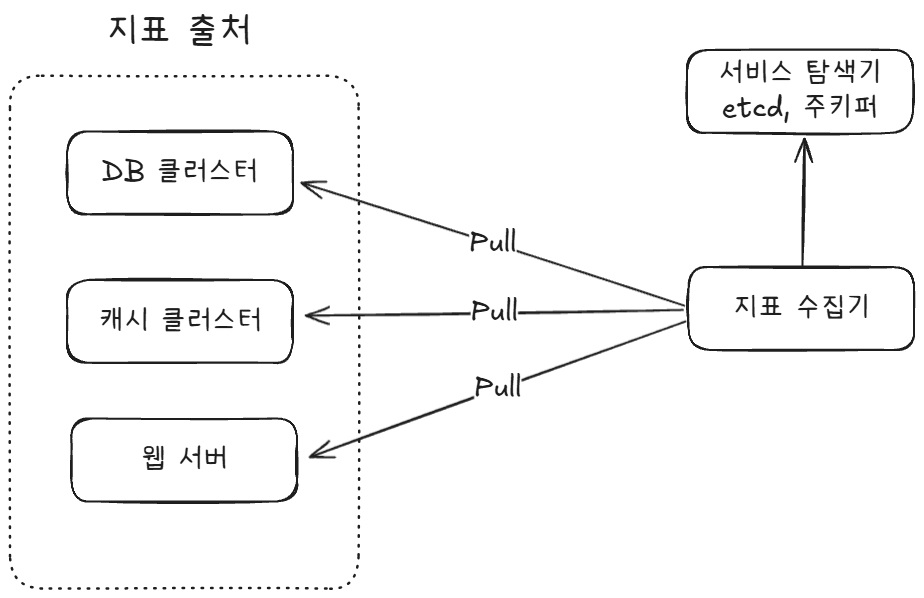 지표 출처
서비스 탐색기
etcd, 주키퍼
DB 클러스터
Pull
캐시 클러스터
Pull
지표 수집기
Pull
웹 서버